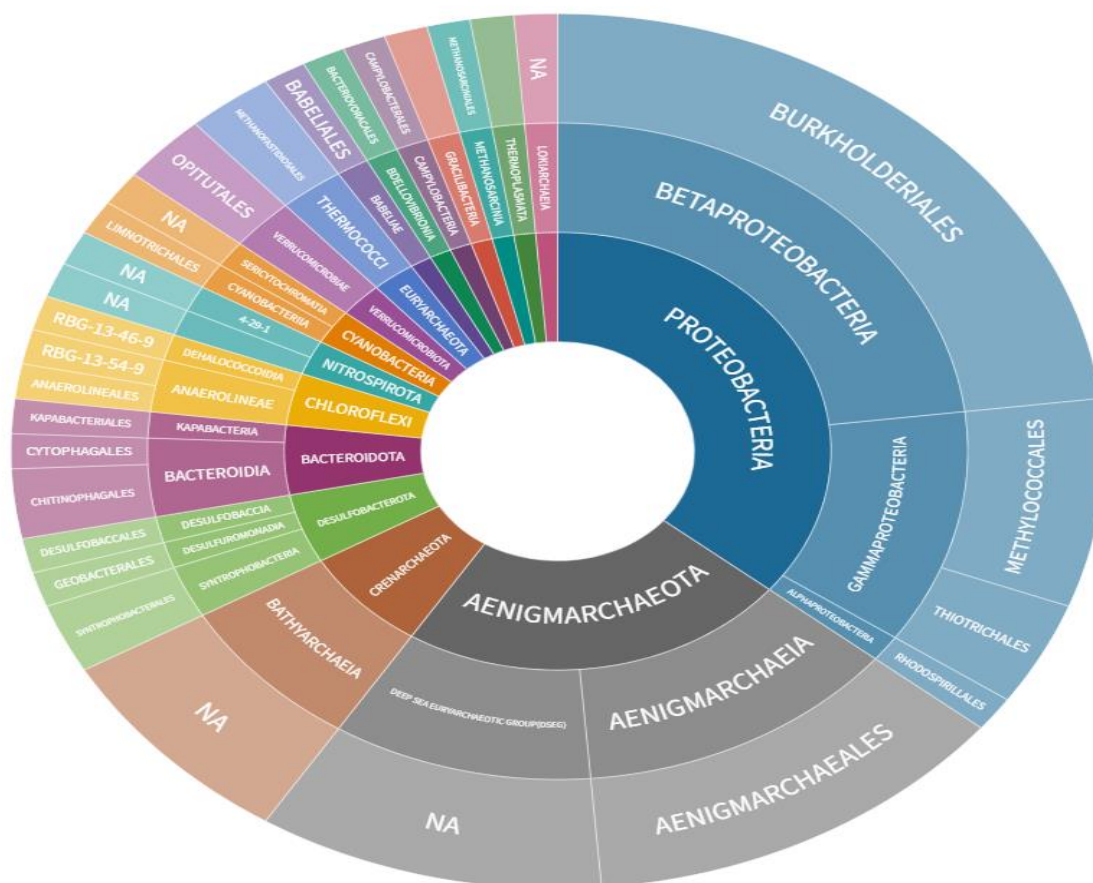 BURKHOLDERIALES
BETAPROTEOBACTERIA
PROTEOBACTERIA
METHYLOCOCCALES
GAMMAPROTEOBACTERIA
THIOTRICHALES
ALPHAPROTEOBACTERIA
RHODOSPIRILLALES
AENIGMARCHAEOTA
AENIGMARCHAEIA
AENIGMARCHAEALES
DEEP SEA EURYARCHAEOTIC GROUP(DSEG)
NA
CRENARCHAEOTA
BATHYARCHAEIA
NA
DESULFOBACTEROTA
SYNTROPHOBACTERIA
SYNTROPHOBACTERALES
DESULFUROMONADIA
GEOBACTERALES
DESULFOBACCIA
DESULFOBACCALES
BACTEROIDOTA
BACTEROIDIA
CHITINOPHAGALES
CYTOPHAGALES
KAPABACTERIA
KAPABACTERIALES
CHLOROFLEXI
ANAEROLINEAE
ANAEROLINEALES
RBG-13-54-9
DEHALOCOCCOIDIA
RBG-13-46-9
NITROSPIROTA
4-29-1
NA
NA
CYANOBACTERIA
CYANOBACTERIIA
LIMNOTRICHALES
SERICYTOCHROMATIA
NA
VERRUCOMICROBIOTA
VERRUCOMICROBIAE
OPITUTALES
EURYARCHAEOTA
THERMOCOCCI
METHANOFASTIDIOSALES
BABELIAE
BABELIALES
BDELLOVIBRIONIA
BACTERIOVORACALES
CAMPYLOBACTERIA
CAMPYLOBACTERALES
GRACILIBACTERIA
METHANOSARCINIA
METHANOSARCINIALES
THERMOPLASMATA
LOKIARCHAEIA
NA